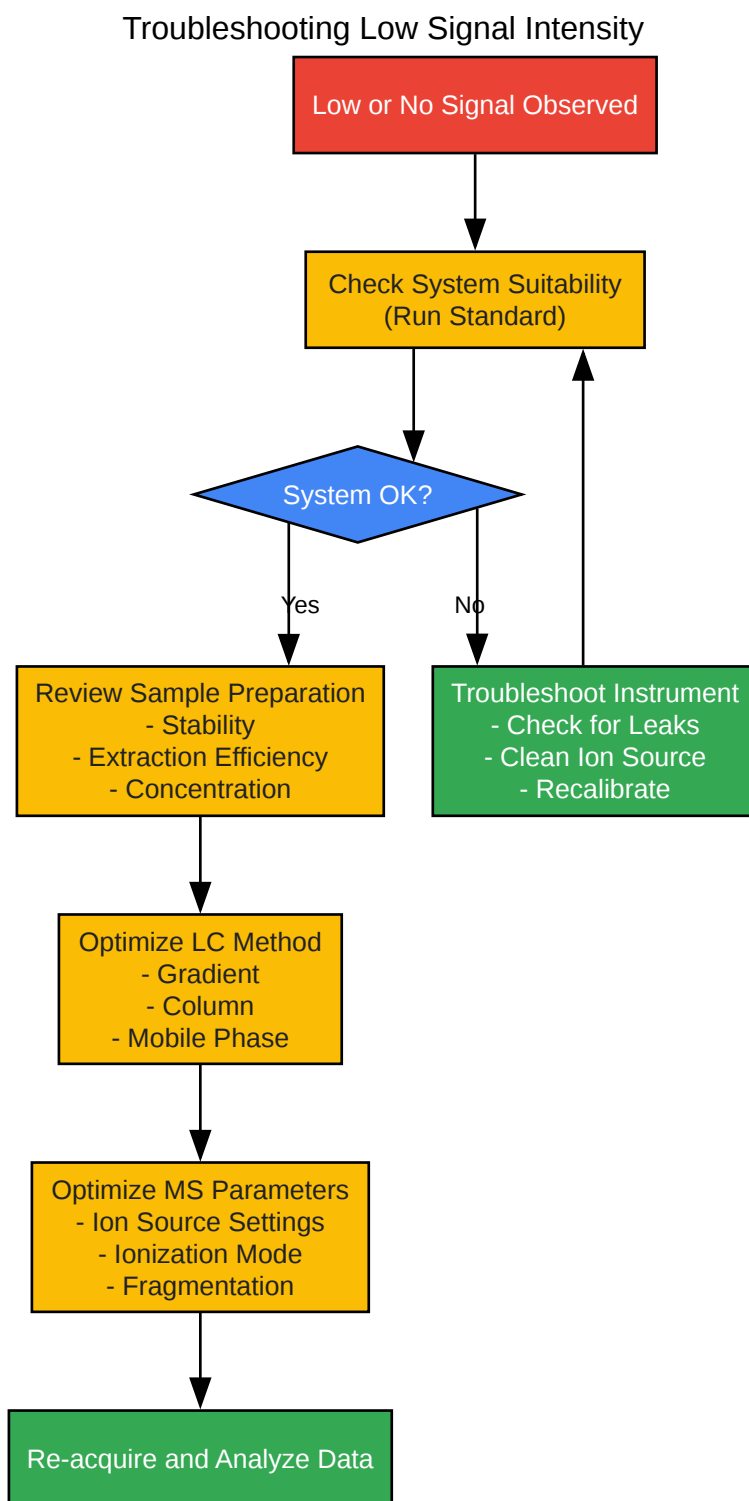 Troubleshooting Low Signal Intensity
Low or No Signal Observed
Check System Suitability
(Run Standard)
System OK?
Yes
No
Review Sample Preparation
- Stability
- Extraction Efficiency
- Concentration
Troubleshoot Instrument
- Check for Leaks
- Clean Ion Source
- Recalibrate
Optimize LC Method
- Gradient
- Column
- Mobile Phase
Optimize MS Parameters
- Ion Source Settings
- Ionization Mode
- Fragmentation
Re-acquire and Analyze Data